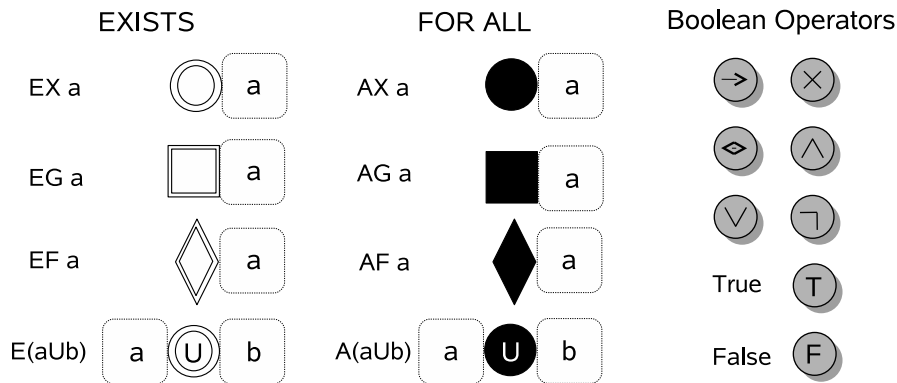 EXISTS
FOR ALL
Boolean Operators
EX a
a
AX a
a
→
×
EG a
a
AG a
a
∧
EF a
a
AF a
a
∨
¬
True
T
E(aUb)
a
U
b
A(aUb)
a
U
b
False
F